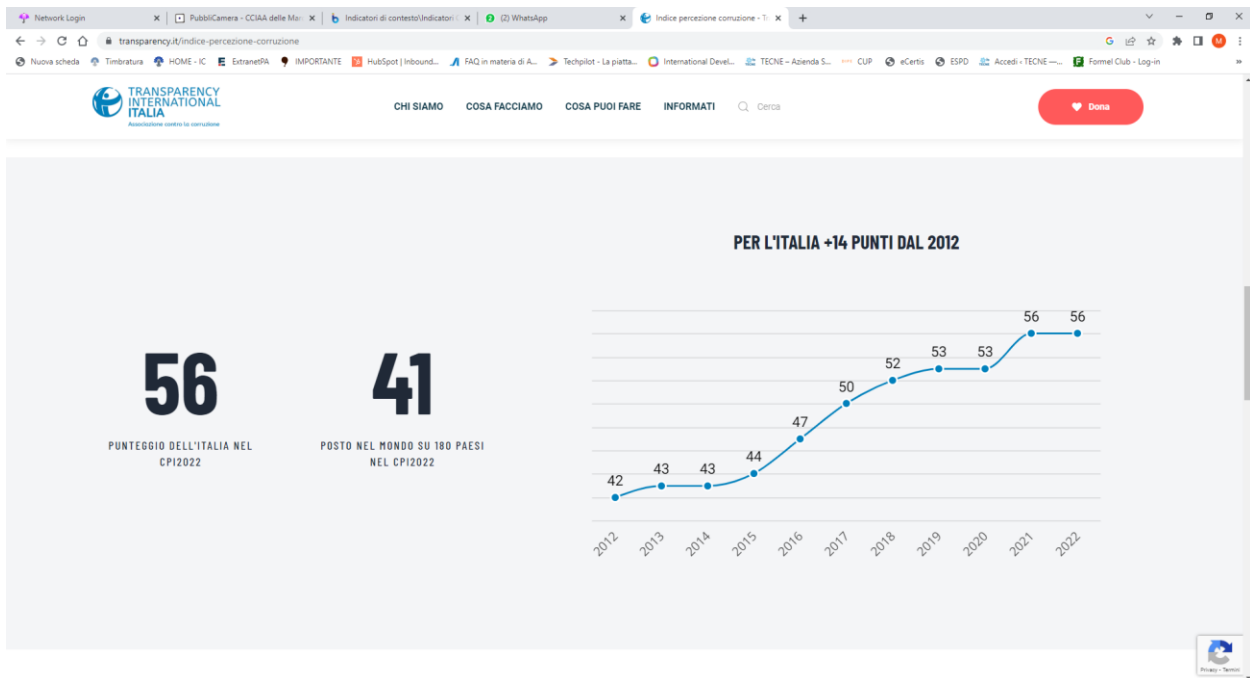 Network Login
PubbliCamera - CCIAA delle Mar
Indicatori di contesto\Indicatori
(2) WhatsApp
Indice percezione corruzione - Tr
transparency.it/indice-percezione-corruzione
Nuova scheda
Timbratura
HOME - IC
ExtranetPA
IMPORTANTE
HubSpot | Inbound...
FAQ in materia di A...
Techpilot - La piatta...
International Devel...
TECNE – Azienda S...
CUP
eCertis
ESPD
Accedi ‹ TECNE —...
Formel Club - Log-in
TRANSPARENCY
INTERNATIONAL
ITALIA
Associazione contro la corruzione
CHI SIAMO
COSA FACCIAMO
COSA PUOI FARE
INFORMATI
Cerca
Dona
PER L'ITALIA +14 PUNTI DAL 2012
56
PUNTEGGIO DELL'ITALIA NEL
CPI2022
41
POSTO NEL MONDO SU 180 PAESI
NEL CPI2022
42
43
43
44
47
50
52
53
53
56
56
2012
2013
2014
2015
2016
2017
2018
2019
2020
2021
2022
Privacy - Termini